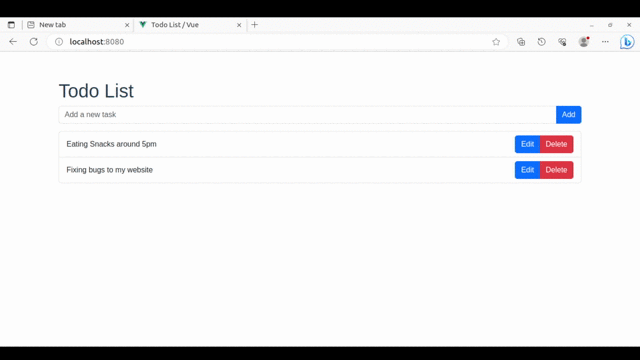 New tab
Todo List / Vue
localhost:8080
Todo List
Add a new task
Add
Eating Snacks around 5pm
Edit
Delete
Fixing bugs to my website
Edit
Delete